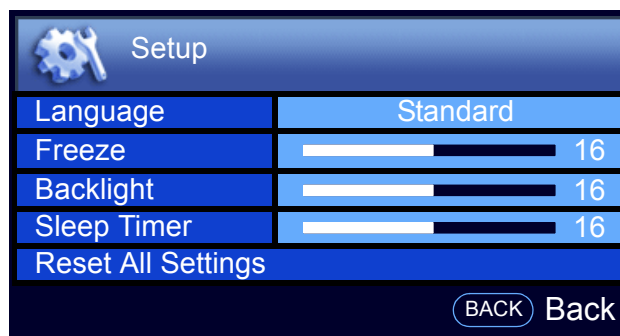 Setup
Language Standard
Freeze 16
Backlight 16
Sleep Timer 16
Reset All Settings
BACK Back